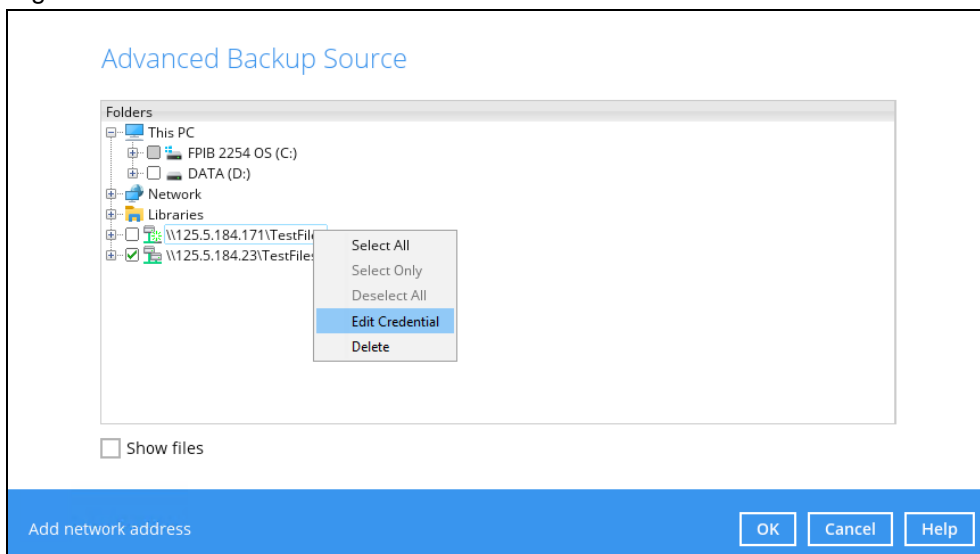 Advanced Backup Source
Folders
This PC
FPIB 2254 OS (C:)
DATA (D:)
Network
Libraries
\\125.5.184.171\TestFile
\\125.5.184.23\TestFiles
Select All
Select Only
Deselect All
Edit Credential
Delete
Show files
Add network address
OK Cancel Help